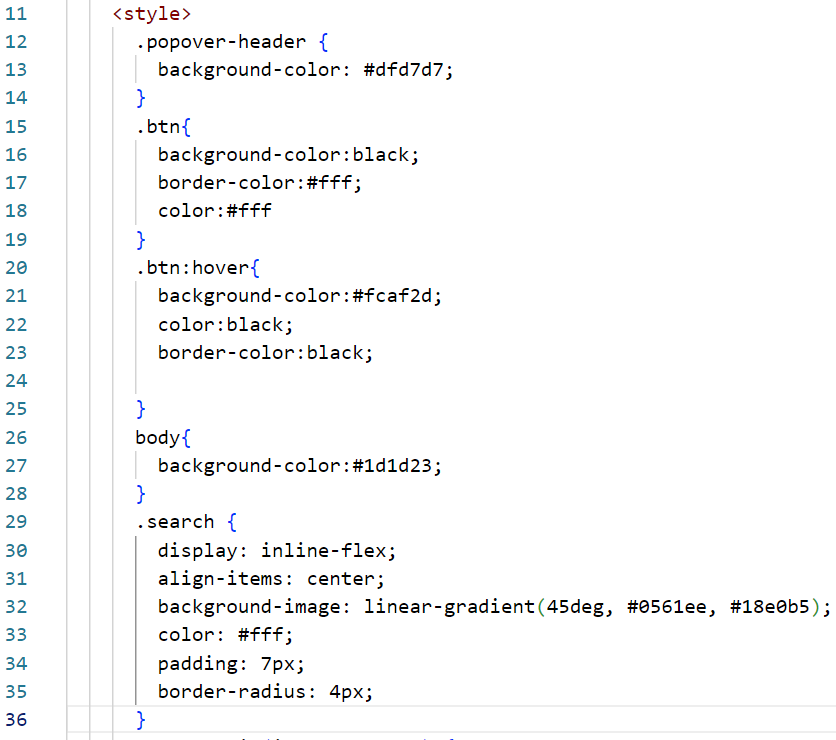 11 <style>
12 .popover-header {
13 background-color: #dfd7d7;
14 }
15 .btn{
16 background-color:black;
17 border-color:#fff;
18 color:#fff
19 }
20 .btn:hover{
21 background-color:#fcaf2d;
22 color:black;
23 border-color:black;
24
25 }
26 body{
27 background-color:#1d1d23;
28 }
29 .search {
30 display: inline-flex;
31 align-items: center;
32 background-image: linear-gradient(45deg, #0561ee, #18e0b5);
33 color: #fff;
34 padding: 7px;
35 border-radius: 4px;
36 }